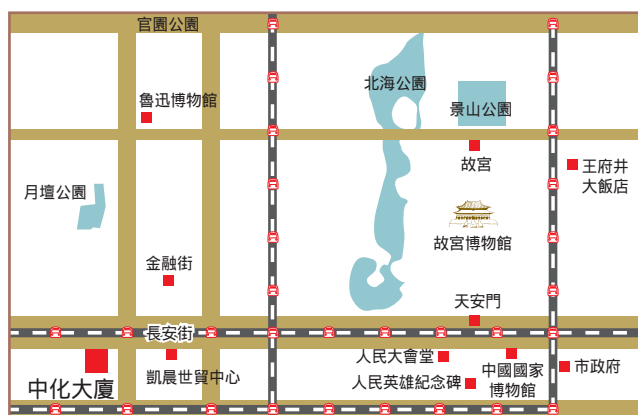 官園公園
北海公園
魯迅博物館
景山公園
故宮
王府井
大飯店
月壇公園
故宮博物館
金融街
天安門
長安街
人民大會堂
中國國家
博物館
市政府
凱晨世貿中心
中化大廈
人民英雄紀念碑